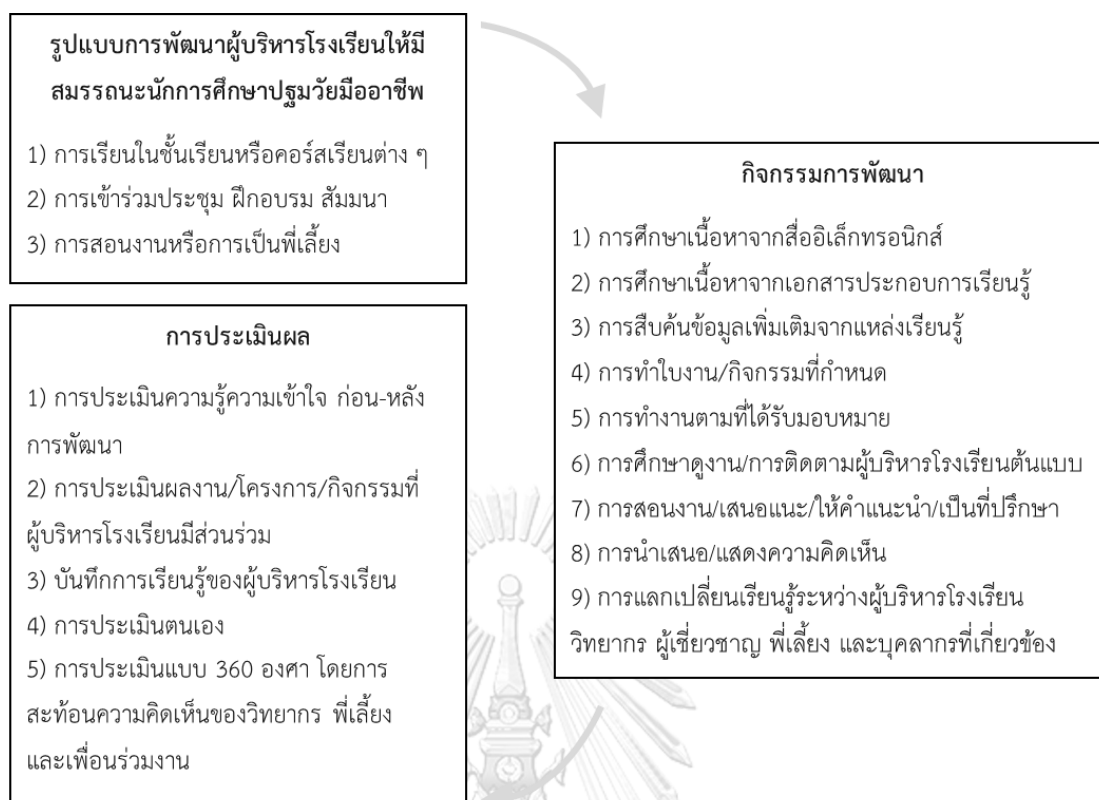 รูปแบบการพัฒนาผู้บริหารโรงเรียนให้มี
สมรรถนะนักการศึกษาปฐมวัยมืออาชีพ
1) การเรียนในชั้นเรียนหรือคอร์สเรียนต่าง ๆ
2) การเข้าร่วมประชุม ฝึกอบรม สัมมนา
3) การสอนงานหรือการเป็นพี่เลี้ยง
กิจกรรมการพัฒนา
1) การศึกษาเนื้อหาจากสื่ออิเล็กทรอนิกส์
2) การศึกษาเนื้อหาจากเอกสารประกอบการเรียนรู้
3) การสืบค้นข้อมูลเพิ่มเติมจากแหล่งเรียนรู้
4) การทำใบงาน/กิจกรรมที่กำหนด
5) การทำงานตามที่ได้รับมอบหมาย
6) การศึกษาดูงาน/การติดตามผู้บริหารโรงเรียนต้นแบบ
7) การสอนงาน/เสนอแนะ/ให้คำแนะนำ/เป็นที่ปรึกษา
8) การนำเสนอ/แสดงความคิดเห็น
9) การแลกเปลี่ยนเรียนรู้ระหว่างผู้บริหารโรงเรียน
วิทยากร ผู้เชี่ยวชาญ พี่เลี้ยง และบุคลากรที่เกี่ยวข้อง
การประเมินผล
1) การประเมินความรู้ความเข้าใจ ก่อน-หลัง
การพัฒนา
2) การประเมินผลงาน/โครงการ/กิจกรรมที่
ผู้บริหารโรงเรียนมีส่วนร่วม
3) บันทึกการเรียนรู้ของผู้บริหารโรงเรียน
4) การประเมินตนเอง
5) การประเมินแบบ 360 องศา โดยการ
สะท้อนความคิดเห็นของวิทยากร พี่เลี้ยง
และเพื่อนร่วมงาน